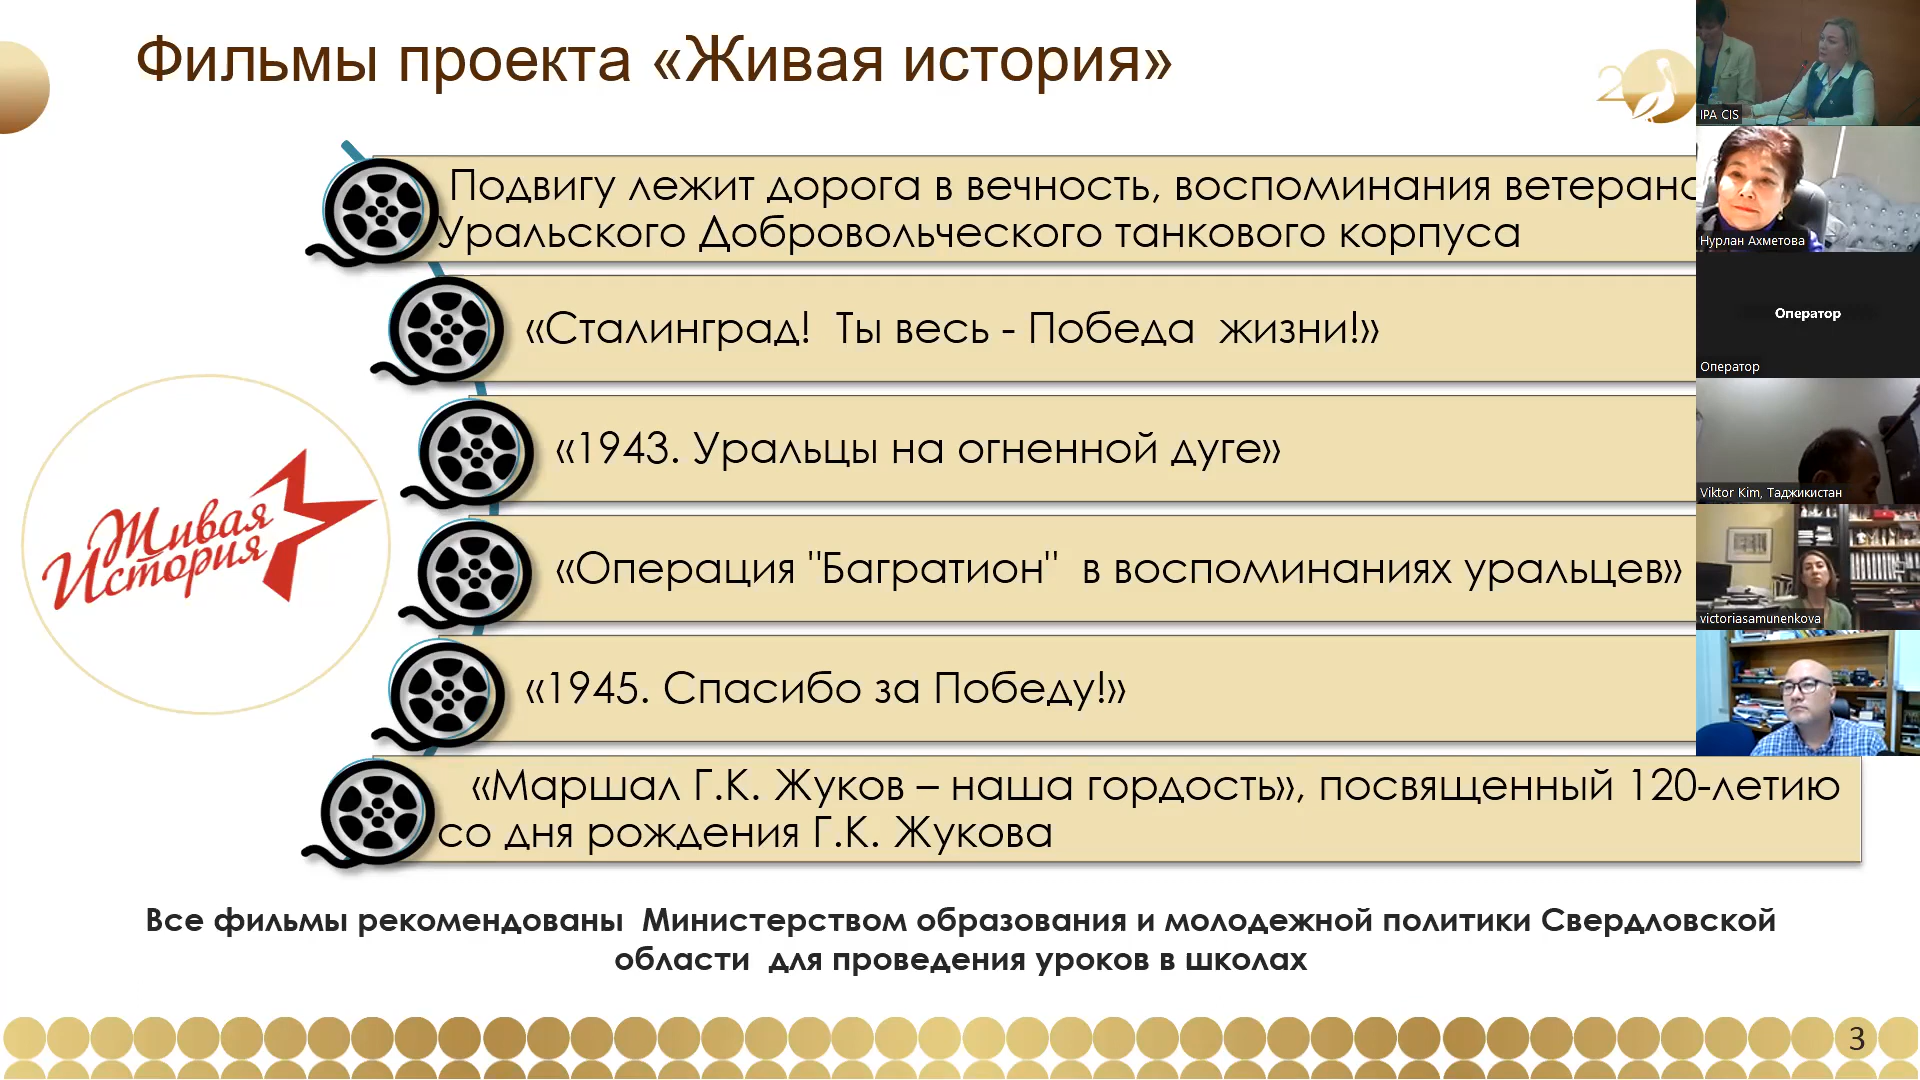 Фильмы проекта «Живая история»
Подвигу лежит дорога в вечность, воспоминания
Уральского Добровольческого танкового корпуса
«Сталинград!  Ты весь - Победа  жизни!»
«1943. Уральцы на огненной дуге»
«Операция "Багратион"  в воспоминаниях уральцев»
«1945. Спасибо за Победу!»
«Маршал Г.К. Жуков – наша гордость», посвященный 120-летию
со дня рождения Г.К. Жукова
Живая
История
Все фильмы рекомендованы  Министерством образования и молодежной политики Свердловской
области  для проведения уроков в школах
3
IPA CIS
Нурлан Ахметова
Оператор
Оператор
Viktor Kim, Таджикистан
victoriasamunenkova